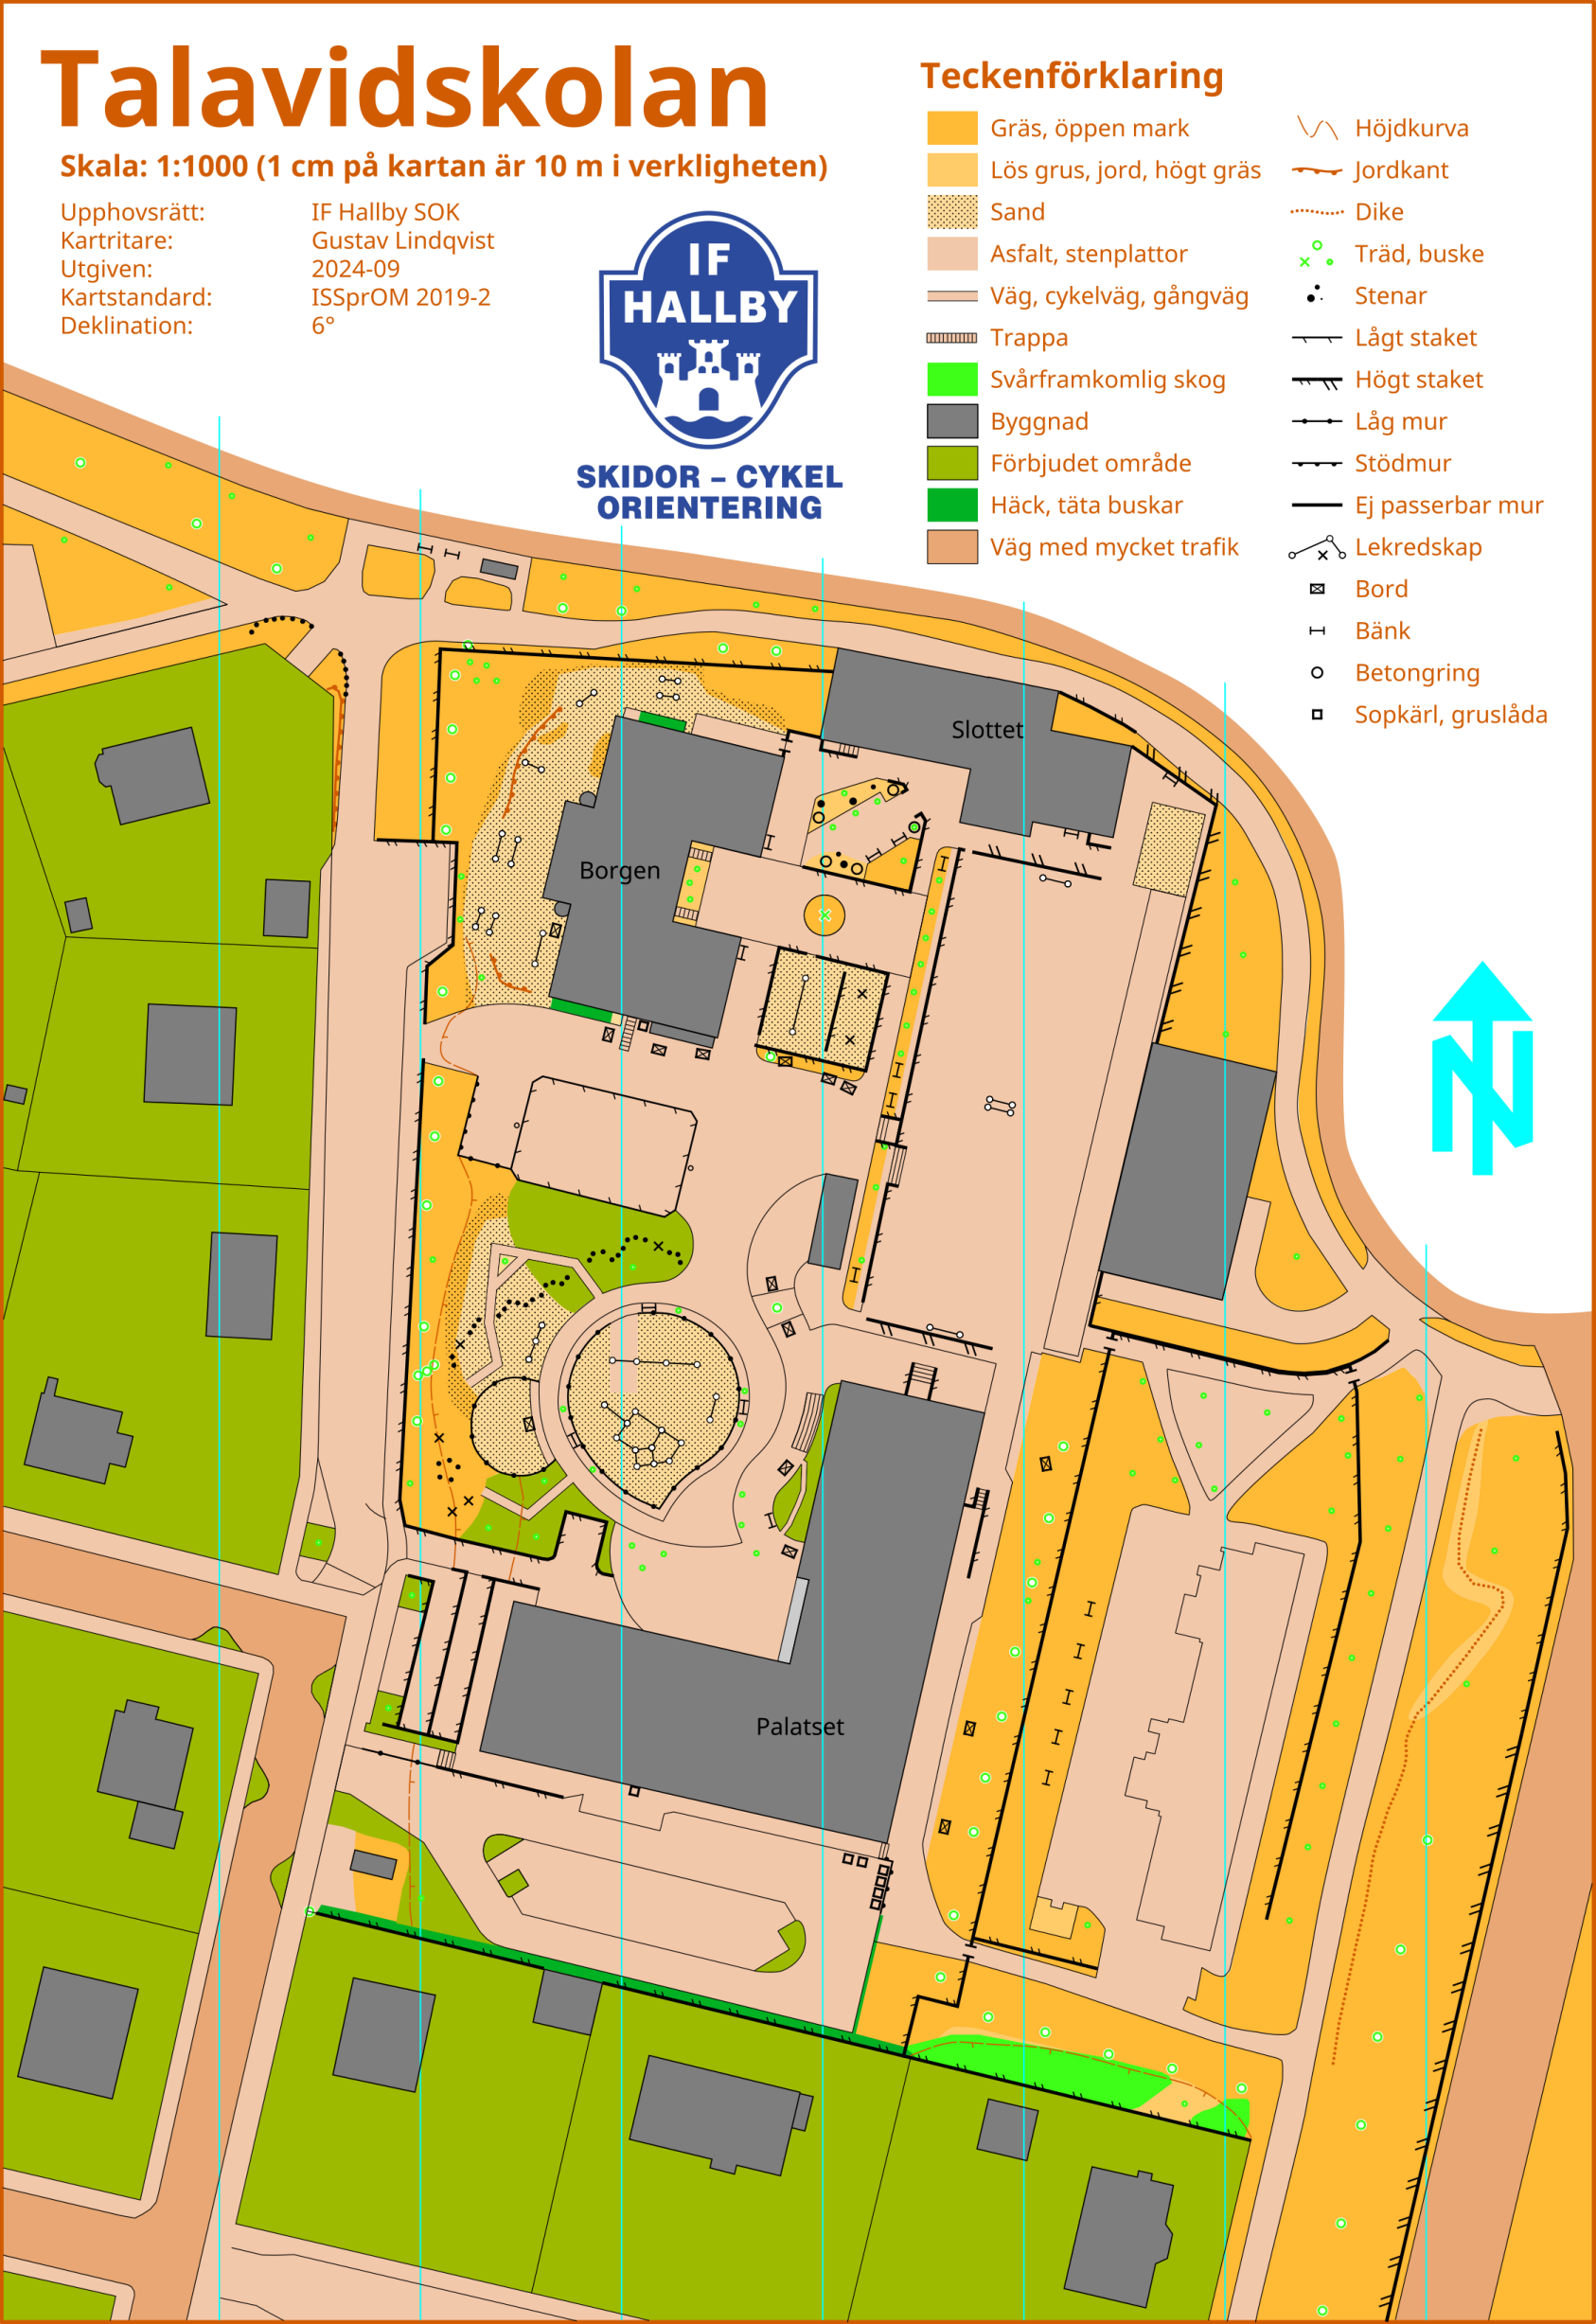 Talavidskolan
Skala: 1:1000 (1 cm på kartan är 10 m i verkligheten)
Upphovsrätt: IF Hallby SOK
Kartritare: Gustav Lindqvist
Utgiven: 2024-09
Kartstandard: ISSprOM 2019-2
Deklination: 6°
IF
HALLBY
SKIDOR – CYKEL
ORIENTERING
Teckenförklaring
Gräs, öppen mark
Lös grus, jord, högt gräs
Sand
Asfalt, stenplattor
Väg, cykelväg, gångväg
Trappa
Svårframkomlig skog
Byggnad
Förbjudet område
Häck, täta buskar
Väg med mycket trafik
Höjdkurva
Jordkant
Dike
Träd, buske
Stenar
Lågt staket
Högt staket
Låg mur
Stödmur
Ej passerbar mur
Lekredskap
Bord
Bänk
Betongring
Sopkärl, gruslåda
Slottet
Borgen
N
Palatset